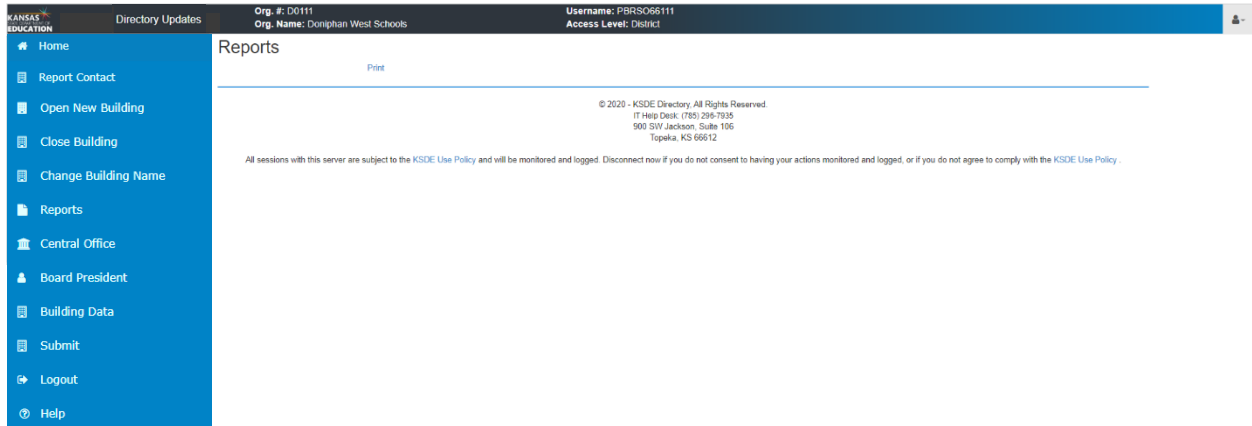 KANSAS
EDUCATION
Directory Updates
Org. #: D0111
Org. Name: Doniphan West Schools
Username: PBRSO66111
Access Level: District
Home
Report Contact
Open New Building
Close Building
Change Building Name
Reports
Central Office
Board President
Building Data
Submit
Logout
Help
Reports
Print
© 2020 - KSDE Directory, All Rights Reserved.
IT Help Desk: (785) 296-7935
900 SW Jackson, Suite 106
Topeka, KS 66612
All sessions with this server are subject to the KSDE Use Policy and will be monitored and logged. Disconnect now if you do not consent to having your actions monitored and logged, or if you do not agree to comply with the KSDE Use Policy .